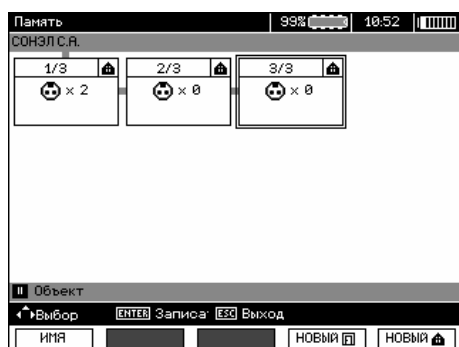 Память 99% 10:52
СОНЭЛ С.А.
1/3 2/3 3/3
× 2 × 0 × 0
Объект
Выбор ENTER Записа ESC Выход
ИМЯ НОВЫЙ НОВЫЙ